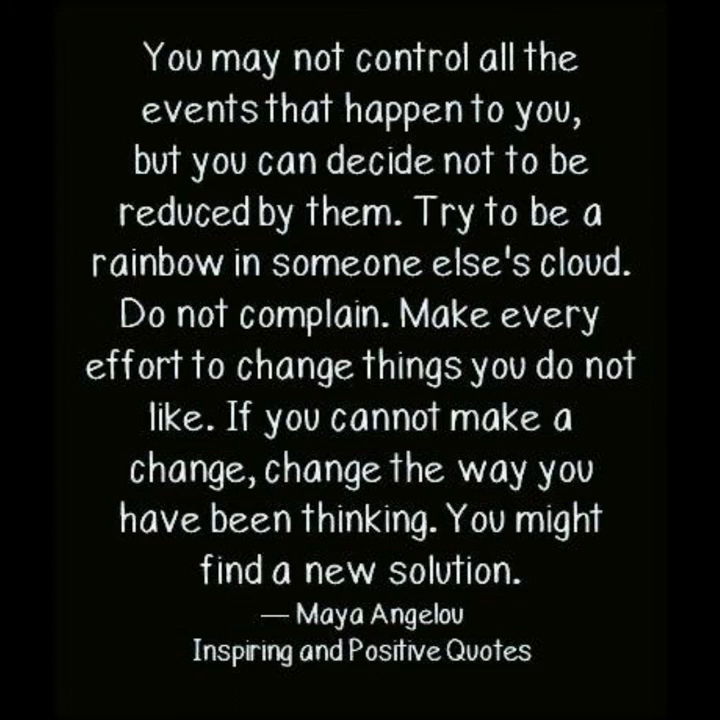 You may not control all the
events that happen to you,
but you can decide not to be
reduced by them. Try to be a
rainbow in someone else's cloud.
Do not complain. Make every
effort to change things you do not
like. If you cannot make a
change, change the way you
have been thinking. You might
find a new solution.
— Maya Angelou
Inspiring and Positive Quotes